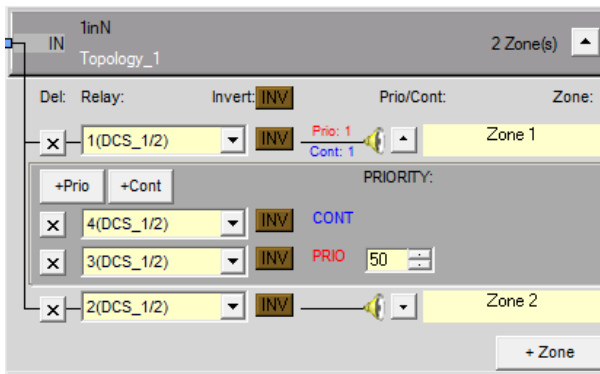 1inN
IN 2 Zone(s)
Topology_1
Del: Relay: Invert: INV Prio/Cont: Zone:
X 1(DCS_1/2) INV Prio: 1 Zone 1
Cont: 1
+Prio +Cont PRIORITY:
X 4(DCS_1/2) INV CONT
X 3(DCS_1/2) INV PRIO 50
X 2(DCS_1/2) INV Zone 2
+ Zone